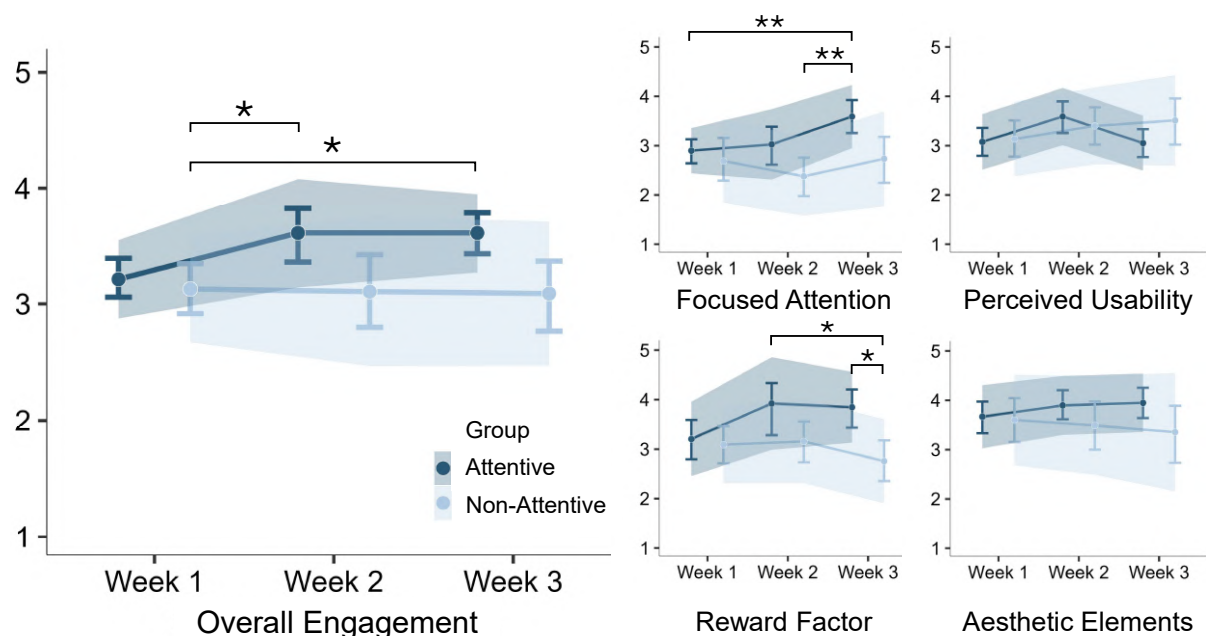 5
4
3
2
1
*
*
Group
Attentive
Non-Attentive
Week 1 Week 2 Week 3
Overall Engagement
5
4
3
2
1
**
**
Week 1 Week 2 Week 3
Focused Attention
5
4
3
2
1
Week 1 Week 2 Week 3
Perceived Usability
5
4
3
2
1
*
*
Week 1 Week 2 Week 3
Reward Factor
5
4
3
2
1
Week 1 Week 2 Week 3
Aesthetic Elements